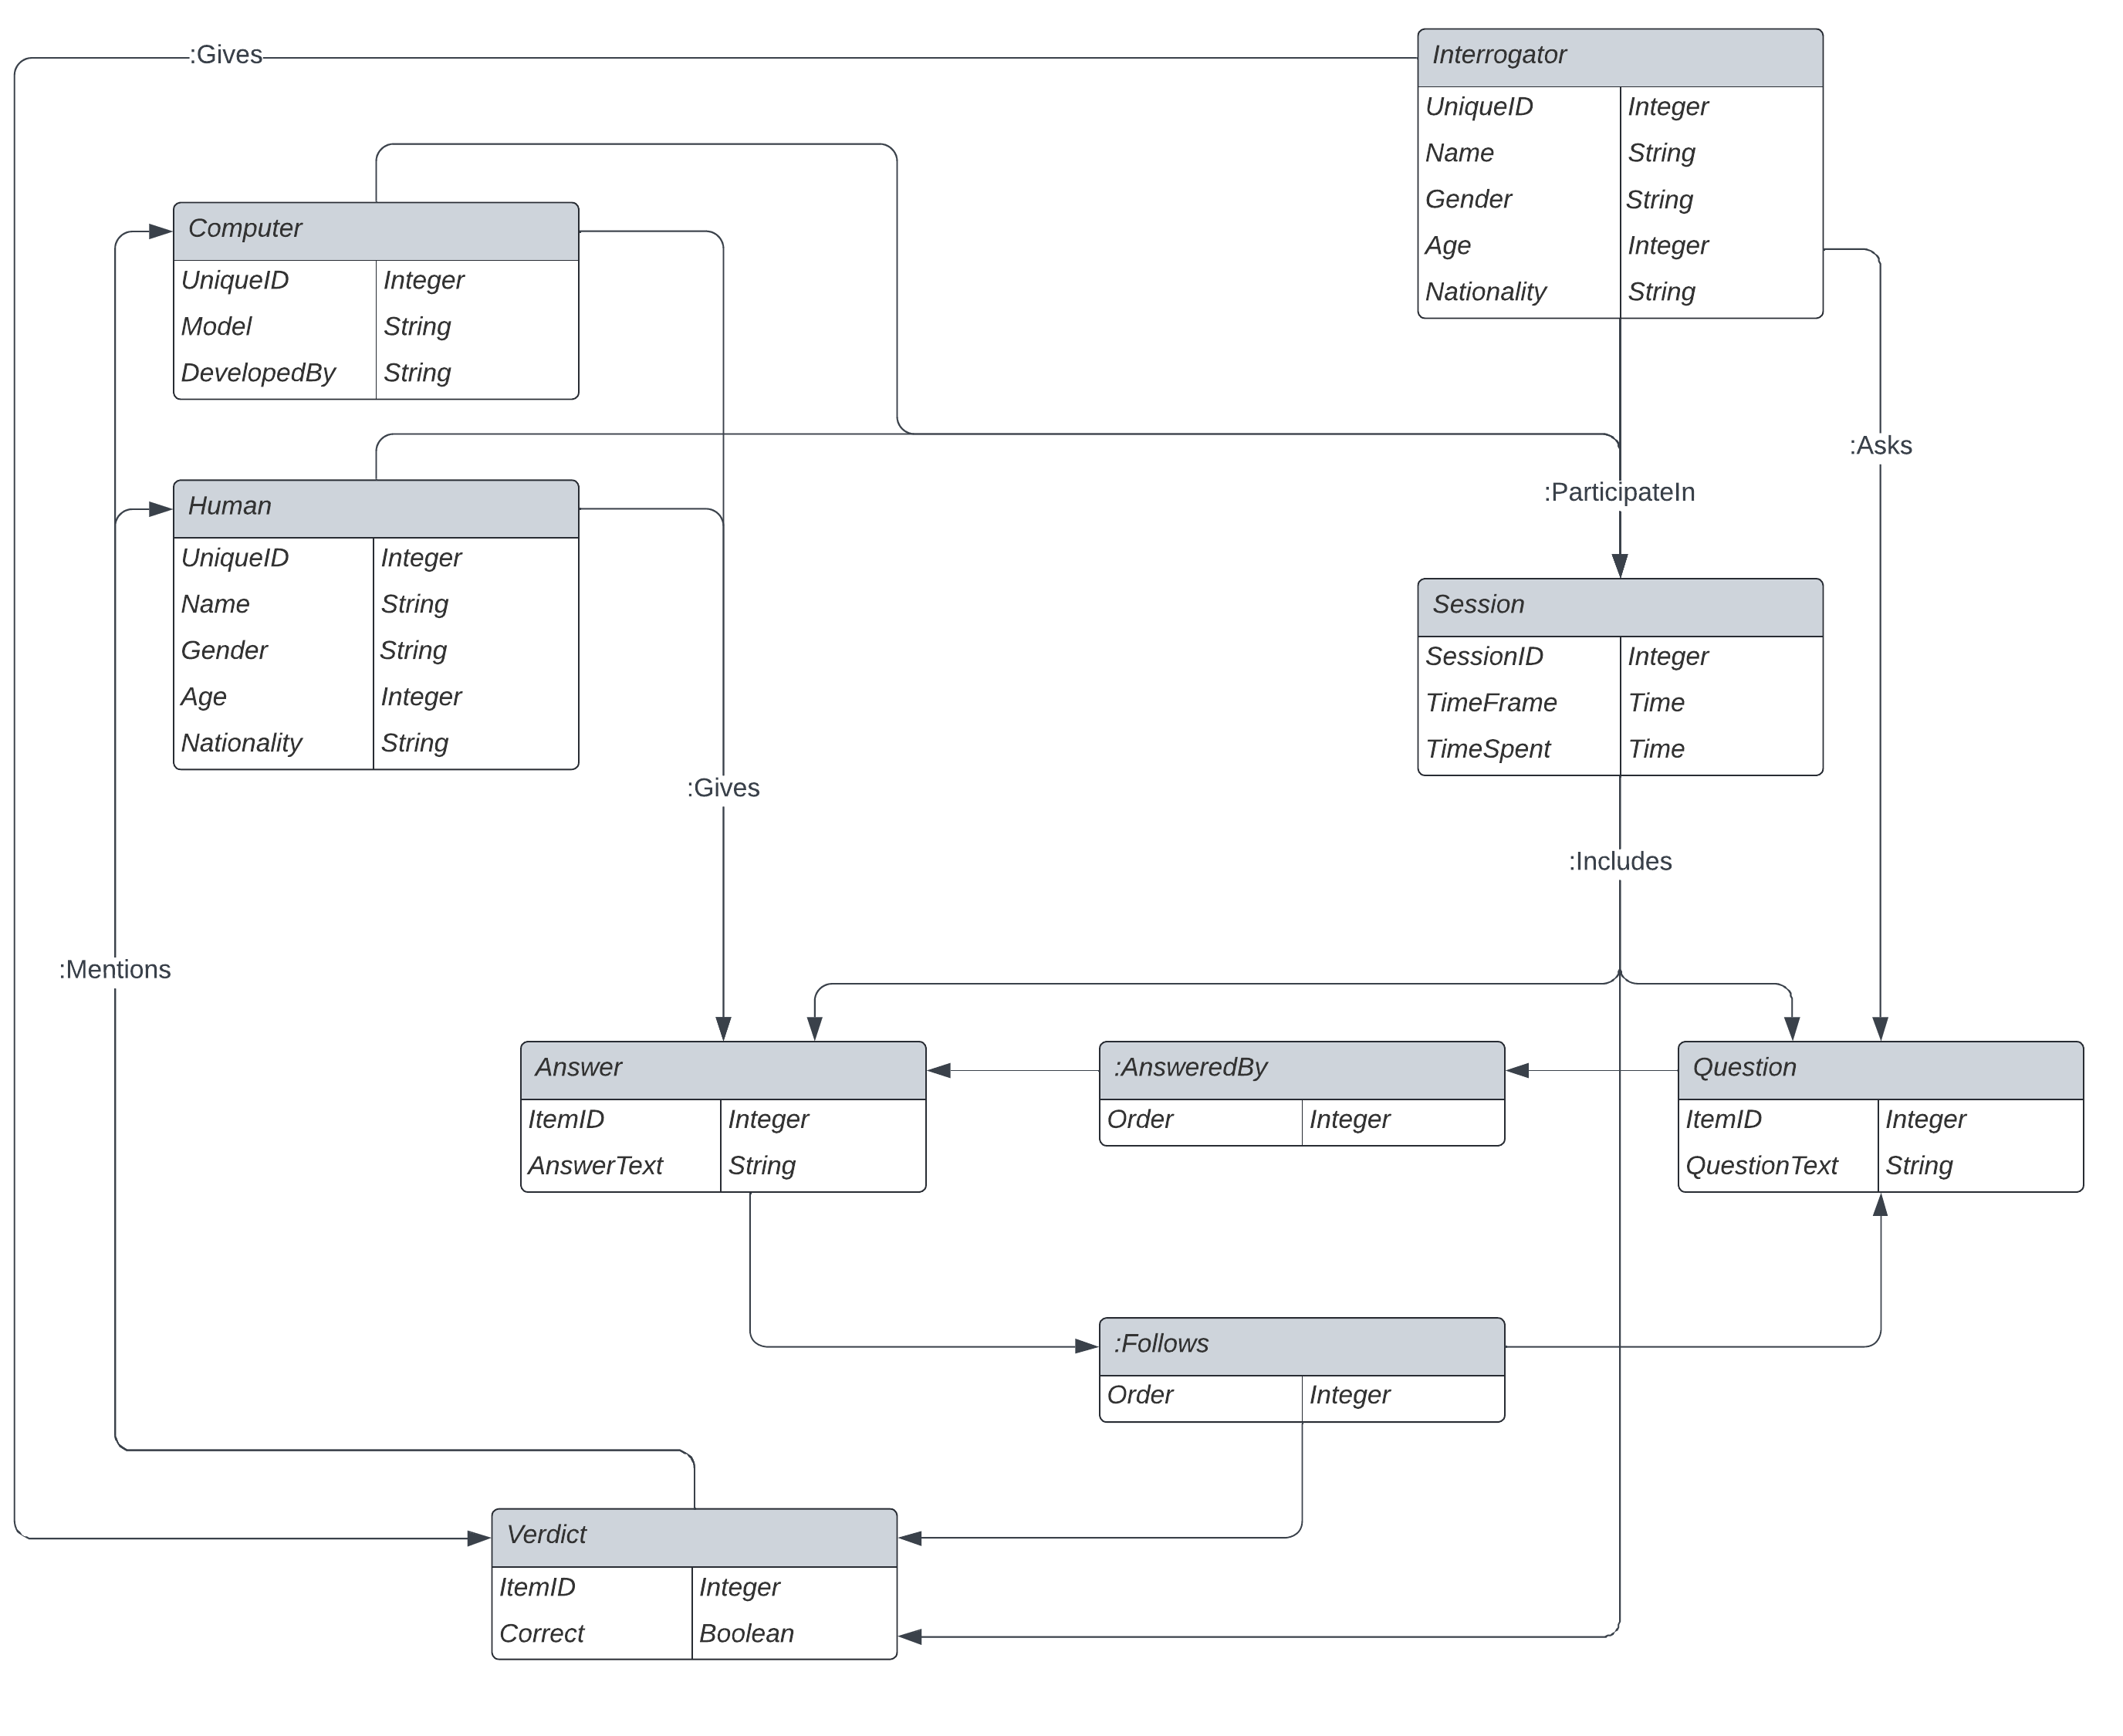 :Gives
Interrogator
UniqueID Integer
Name String
Gender String
Age Integer
Nationality String
Computer
UniqueID Integer
Model String
DevelopedBy String
:Asks
:ParticipateIn
Human
UniqueID Integer
Name String
Gender String
Age Integer
Nationality String
Session
SessionID Integer
TimeFrame Time
TimeSpent Time
:Gives
:Includes
:Mentions
Answer
ItemID Integer
AnswerText String
:AnsweredBy
Order Integer
Question
ItemID Integer
QuestionText String
:Follows
Order Integer
Verdict
ItemID Integer
Correct Boolean